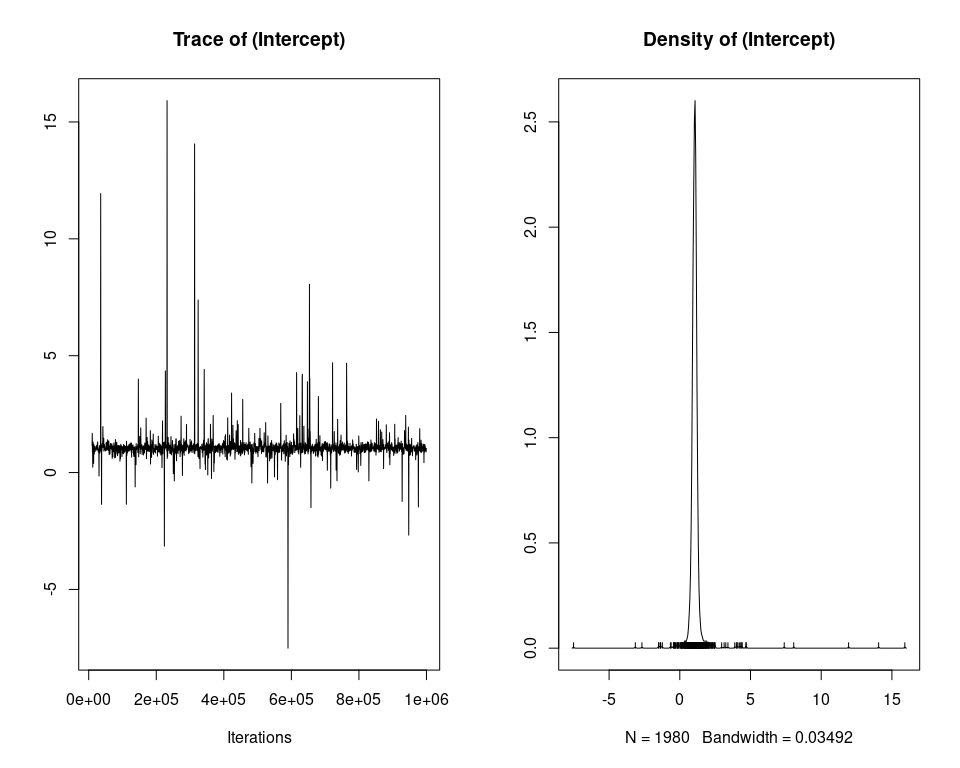 Trace of (Intercept)
15
10
5
0
-5
0e+00 2e+05 4e+05 6e+05 8e+05 1e+06
Iterations
Density of (Intercept)
2.5
2.0
1.5
1.0
0.5
0.0
-5 0 5 10 15
N = 1980 Bandwidth = 0.03492